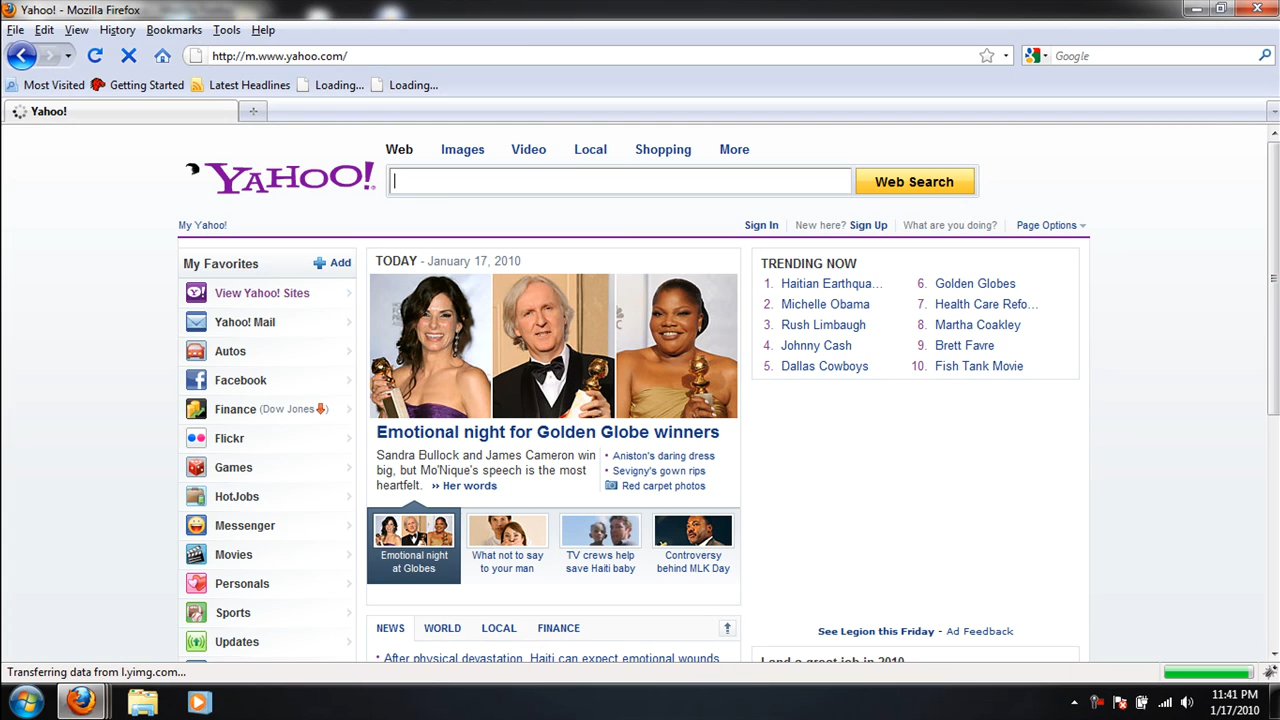 Yahoo! - Mozilla Firefox
File Edit View History Bookmarks Tools Help
http://m.www.yahoo.com/
Google
Most Visited Getting Started Latest Headlines Loading... Loading...
Yahoo!
Web Images Video Local Shopping More
YAHOO!
Web Search
My Yahoo!
Sign In New here? Sign Up What are you doing? Page Options
My Favorites Add
View Yahoo! Sites
Yahoo! Mail
Autos
Facebook
Finance (Dow Jones)
Flickr
Games
HotJobs
Messenger
Movies
Personals
Sports
Updates
TODAY - January 17, 2010
Emotional night for Golden Globe winners
Sandra Bullock and James Cameron win
big, but Mo'Nique's speech is the most
heartfelt. ›› Her words
• Aniston's daring dress
• Sevigny's gown rips
Red carpet photos
Emotional night
at Globes
What not to say
to your man
TV crews help
save Haiti baby
Controversy
behind MLK Day
NEWS WORLD LOCAL FINANCE
• After physical devastation, Haiti can expect emotional wounds
TRENDING NOW
1. Haitian Earthqua...
2. Michelle Obama
3. Rush Limbaugh
4. Johnny Cash
5. Dallas Cowboys
6. Golden Globes
7. Health Care Refo...
8. Martha Coakley
9. Brett Favre
10. Fish Tank Movie
See Legion this Friday - Ad Feedback
Land a great job in 2010
Transferring data from l.yimg.com...
11:41 PM
1/17/2010